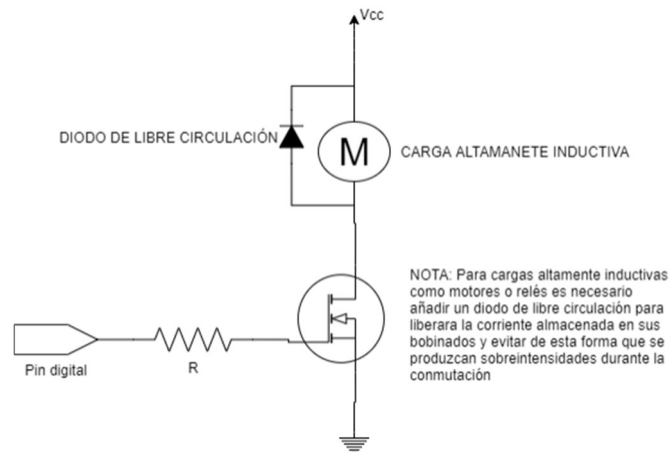 Vcc
DIODO DE LIBRE CIRCULACIÓN
M
CARGA ALTAMANETE INDUCTIVA
NOTA: Para cargas altamente inductivas
como motores o relés es necesario
añadir un diodo de libre circulación para
liberara la corriente almacenada en sus
bobinados y evitar de esta forma que se
produzcan sobreintensidades durante la
conmutación
Pin digital
R